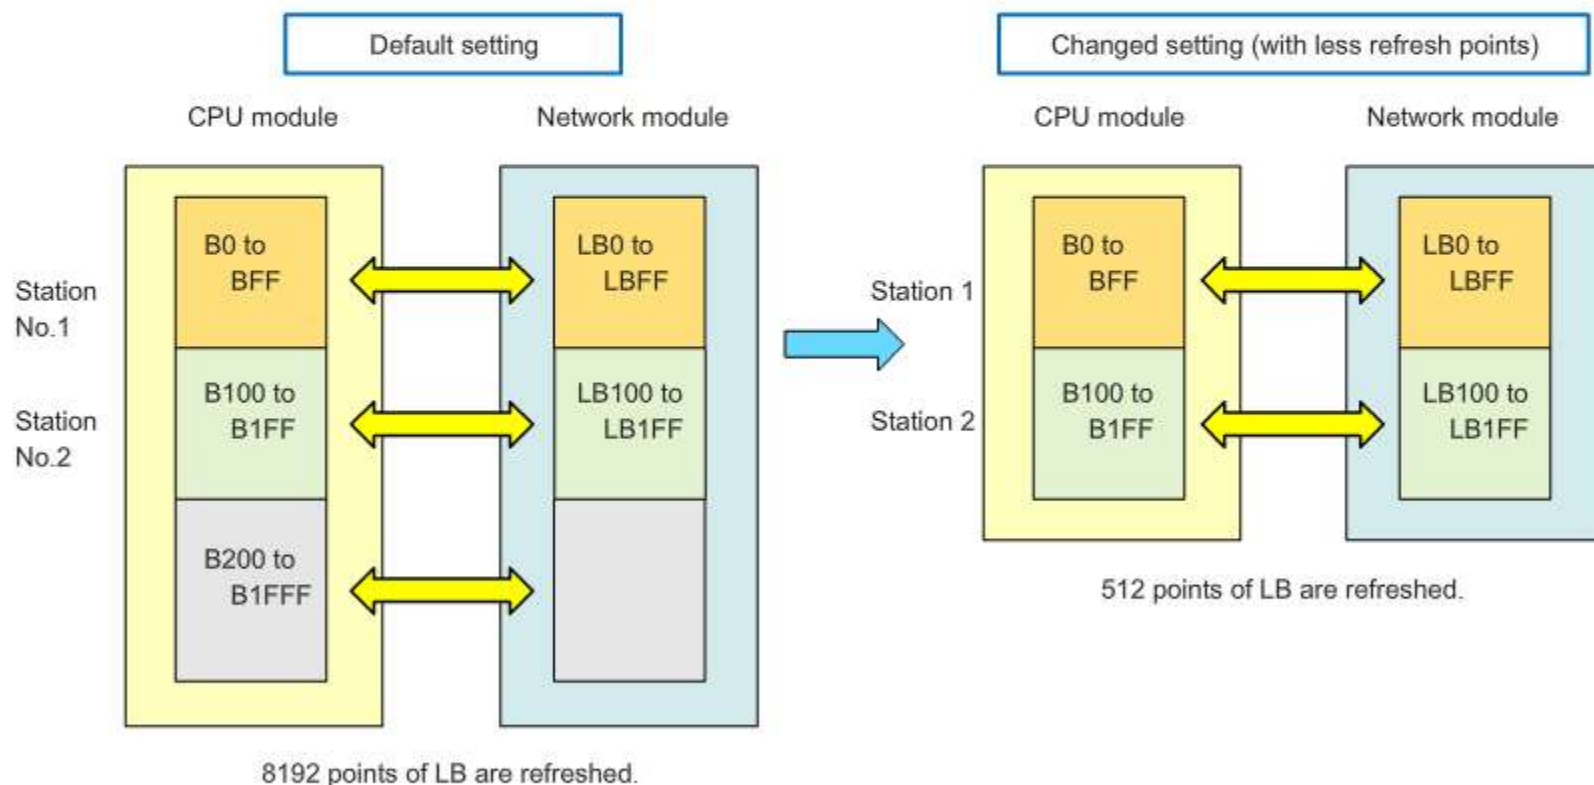 Default setting
CPU module
Network module
Station
No.1
B0 to
BFF
LB0 to
LBFF
Station
No.2
B100 to
B1FF
LB100 to
LB1FF
B200 to
B1FFF
8192 points of LB are refreshed.
Changed setting (with less refresh points)
CPU module
Network module
Station 1
B0 to
BFF
LB0 to
LBFF
Station 2
B100 to
B1FF
LB100 to
LB1FF
512 points of LB are refreshed.